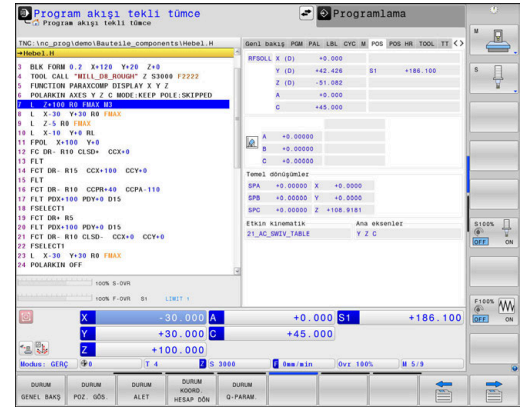 Program akışı tekli tümce
Program akışı tekli tümce
Programlama
TNC:\nc_prog\demo\Bauteile_components\Hebel.H
→Hebel.H
3 BLK FORM 0.2 X+120 Y+20 Z+0
4 TOOL CALL "MILL_D8_ROUGH" Z S3000 F2222
5 FUNCTION PARAXCOMP DISPLAY X Y Z
6 POLARKIN AXES Y Z C MODE:KEEP POLE:SKIPPED
7 L Z+100 R0 FMAX M3
8 L X-30 Y+30 R0 FMAX
9 L Z-5 R0 FMAX
10 L X-10 Y+0 RL
11 FPOL X+100 Y+0
12 FC DR- R10 CLSD+ CCX+0
13 FLT
14 FCT DR- R15 CCX+100 CCY+0
15 FLT
16 FCT DR- R10 CCPR+40 CCPA-110
17 FLT PDX+100 PDY+0 D15
18 FSELECT1
19 FCT DR+ R5
20 FLT PDX+100 PDY+0 D15
21 FCT DR- R10 CLSD- CCX+0 CCY+0
22 FSELECT1
23 L X-30 Y+30 R0 FMAX
24 POLARKIN OFF
100% S-OVR
100% F-OVR S1 LIMIT 1
Genl bakış PGM PAL LBL CYC M POS POS HR TOOL TT
RFSOLL X (D) +0.000
Y (D) +42.426 S1 +186.100
Z (D) -51.082
A +0.000
C +45.000
A +0.00000
B +0.00000
C +0.00000
Temel dönüşümler
SPA +0.00000 X +0.0000
SPB +0.00000 Y +0.0000
SPC +0.00000 Z +108.9181
Etkin kinematik Ana eksenler
21_AC_SWIV_TABLE Y Z C
X -30.000 A +0.000 S1 +186.100
Y +30.000 C +45.000
Z +100.000
Modus: GERÇ 0 T 4 Z S 3000 F 0mm/min Ovr 100% M 5/9
DURUM GENEL BAKŞ
DURUM POZ. GÖS.
DURUM ALET
DURUM KOORD. HESAP DÖN
DURUM Q-PARAM.
M
S
S100%
OFF ON
F100%
OFF ON